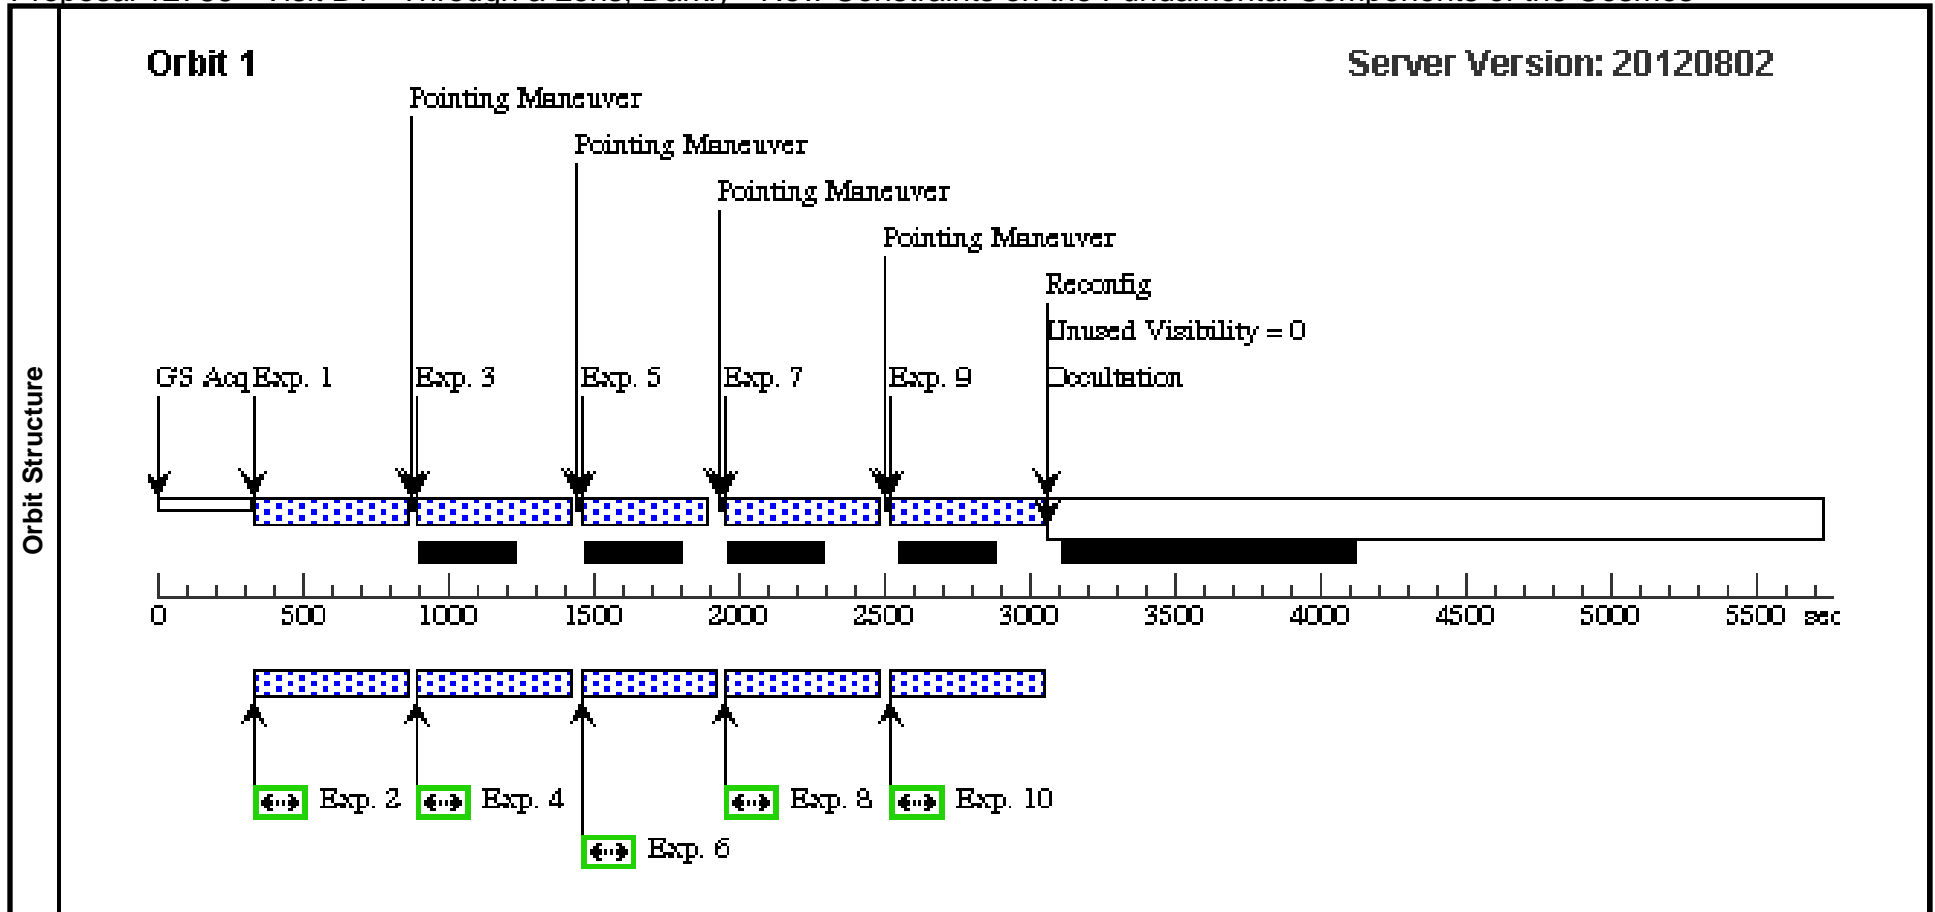 Orbit 1
Server Version: 20120802
Pointing Maneuver
Pointing Maneuver
Pointing Maneuver
Pointing Maneuver
Reconfig
Unused Visibility = 0
GS Acq Exp. 1 Exp. 3 Exp. 5 Exp. 7 Exp. 9 Occultation
Orbit Structure
0 500 1000 1500 2000 2500 3000 3500 4000 4500 5000 5500 sec
Exp. 2 Exp. 4 Exp. 8 Exp. 10
Exp. 6